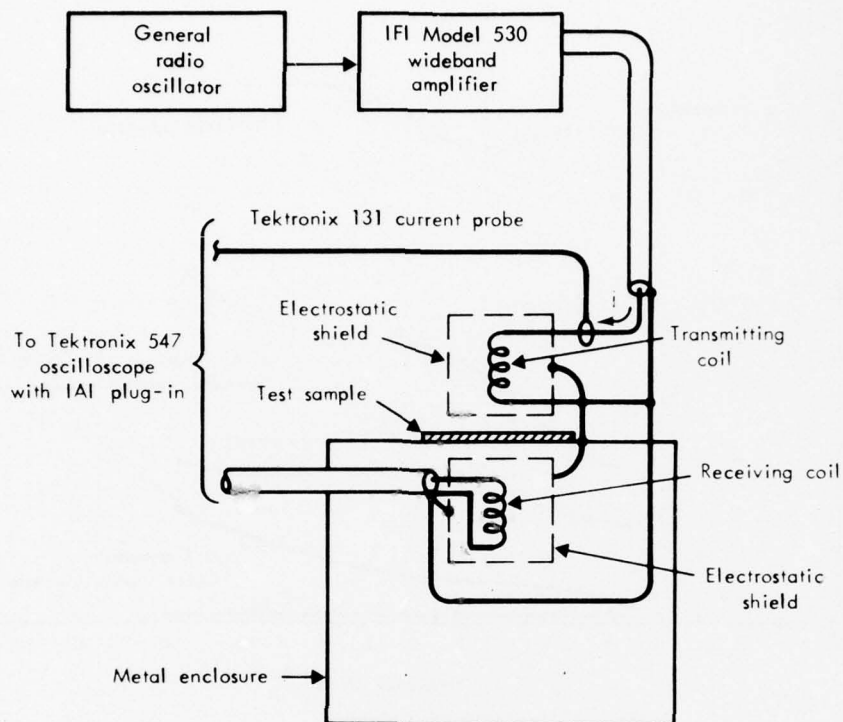 General
radio
oscillator
IFI Model 530
wideband
amplifier
Tektronix 131 current probe
i
Electrostatic
shield
Transmitting
coil
To Tektronix 547
oscilloscope
with IAI plug-in
Test sample
Receiving coil
Electrostatic
shield
Metal enclosure